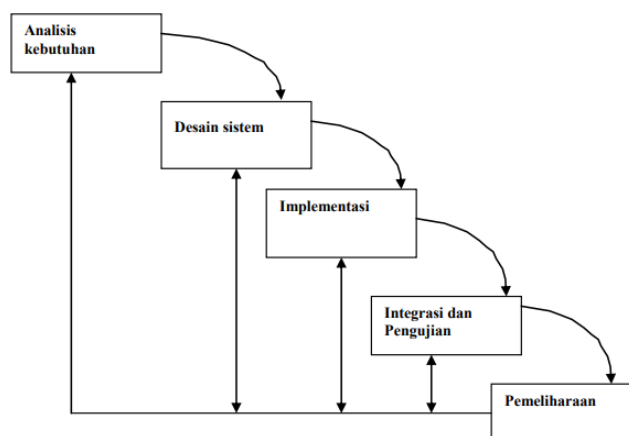 Analisis
kebutuhan
Desain sistem
Implementasi
Integrasi dan
Pengujian
Pemeliharaan